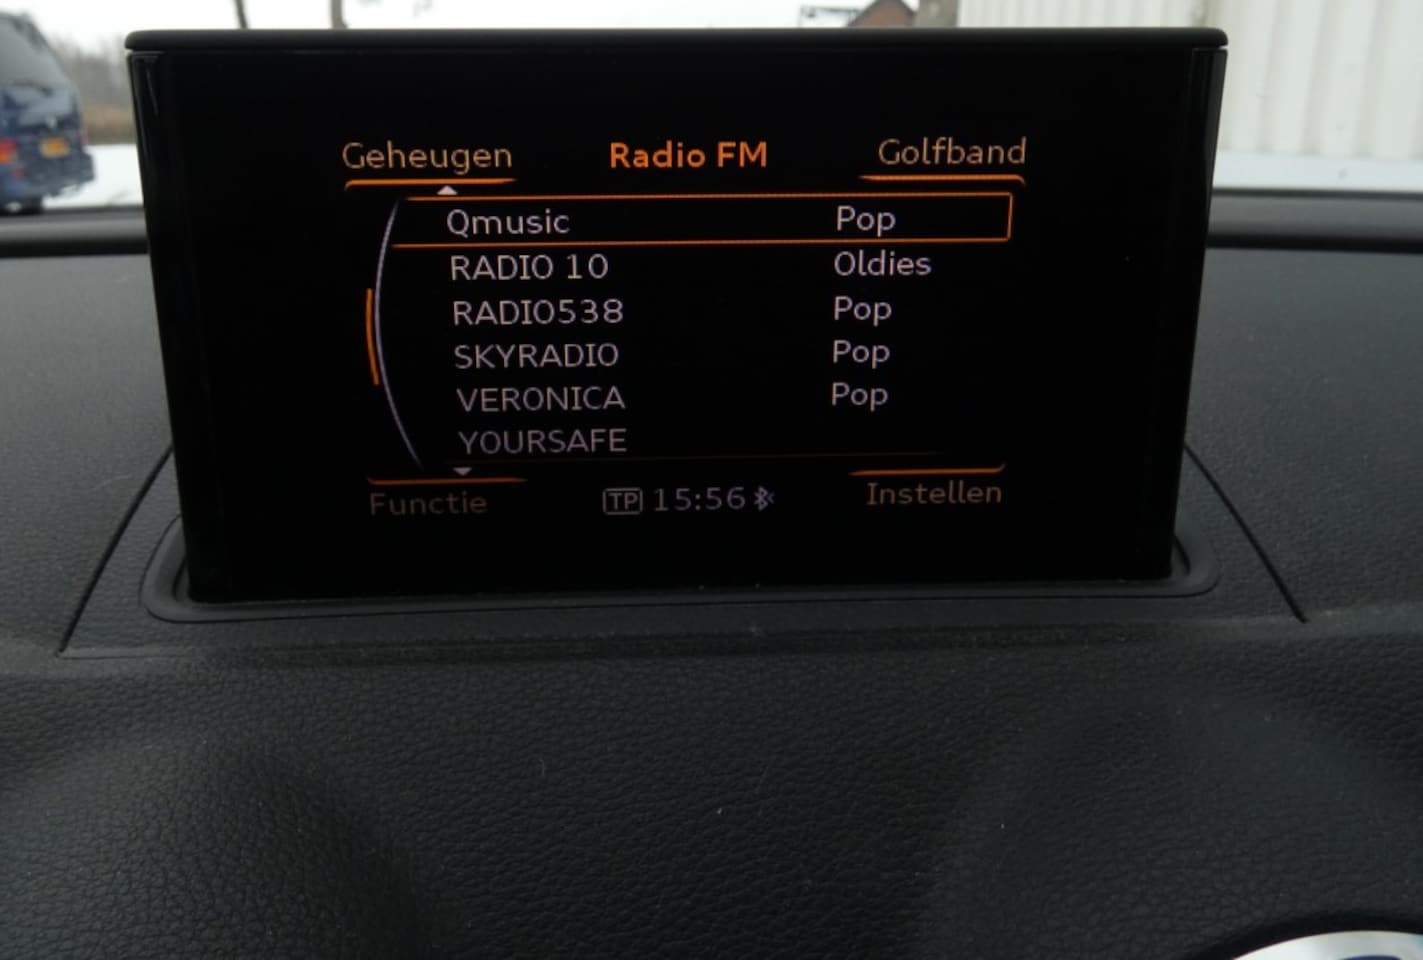 Geheugen Radio FM Golfband
Qmusic Pop
RADIO 10 Oldies
RADIO538 Pop
SKYRADIO Pop
VERONICA Pop
YOURSAFE
Functie TP 15:56 Instellen